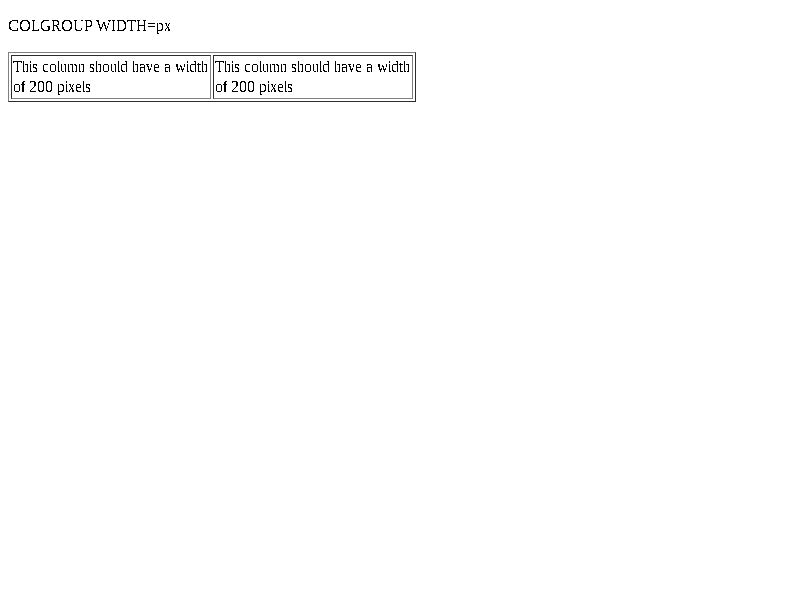 COLGROUP WIDTH=px
This column should have a width
of 200 pixels
This column should have a width
of 200 pixels